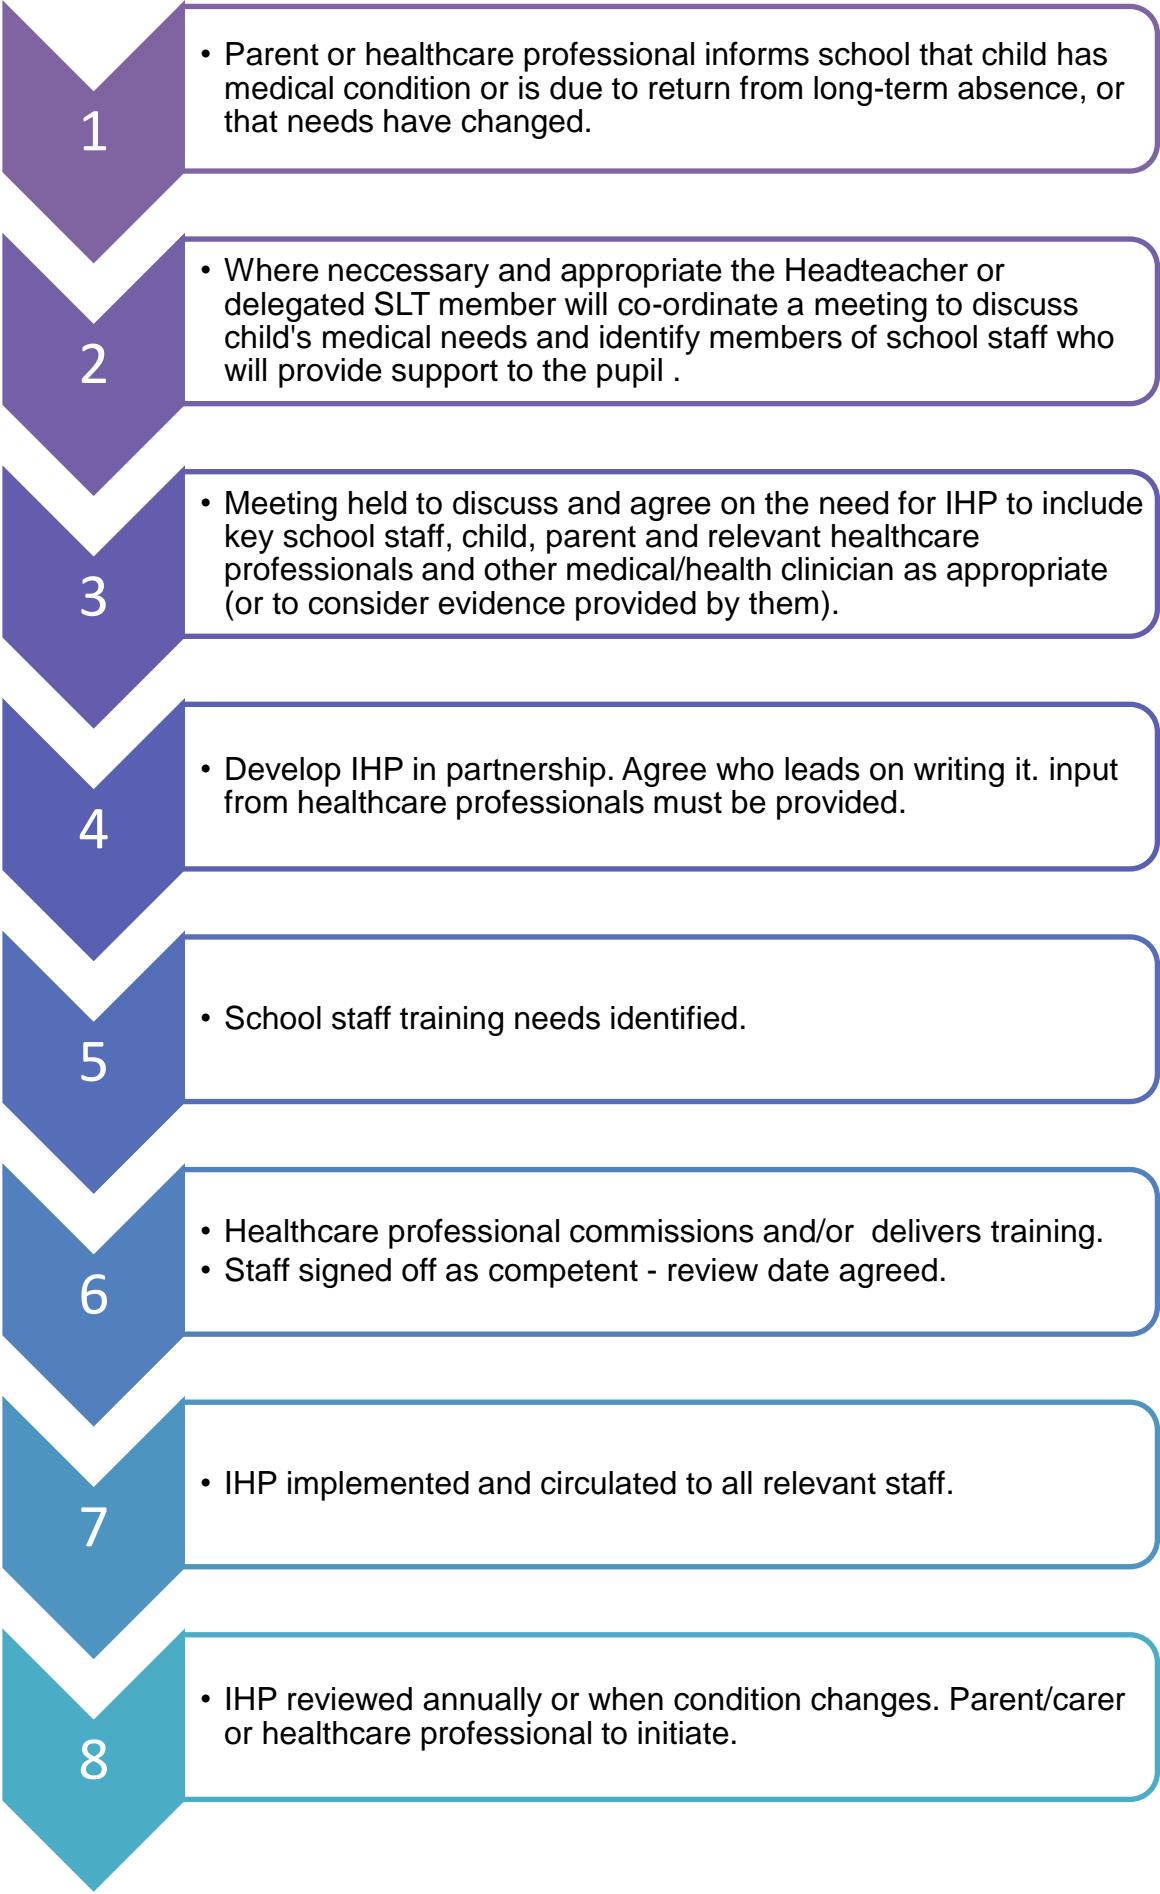 1
• Parent or healthcare professional informs school that child has
medical condition or is due to return from long-term absence, or
that needs have changed.
2
• Where neccessary and appropriate the Headteacher or
delegated SLT member will co-ordinate a meeting to discuss
child's medical needs and identify members of school staff who
will provide support to the pupil .
3
• Meeting held to discuss and agree on the need for IHP to include
key school staff, child, parent and relevant healthcare
professionals and other medical/health clinician as appropriate
(or to consider evidence provided by them).
4
• Develop IHP in partnership. Agree who leads on writing it. input
from healthcare professionals must be provided.
5
• School staff training needs identified.
6
• Healthcare professional commissions and/or  delivers training.
• Staff signed off as competent - review date agreed.
7
• IHP implemented and circulated to all relevant staff.
8
• IHP reviewed annually or when condition changes. Parent/carer
or healthcare professional to initiate.